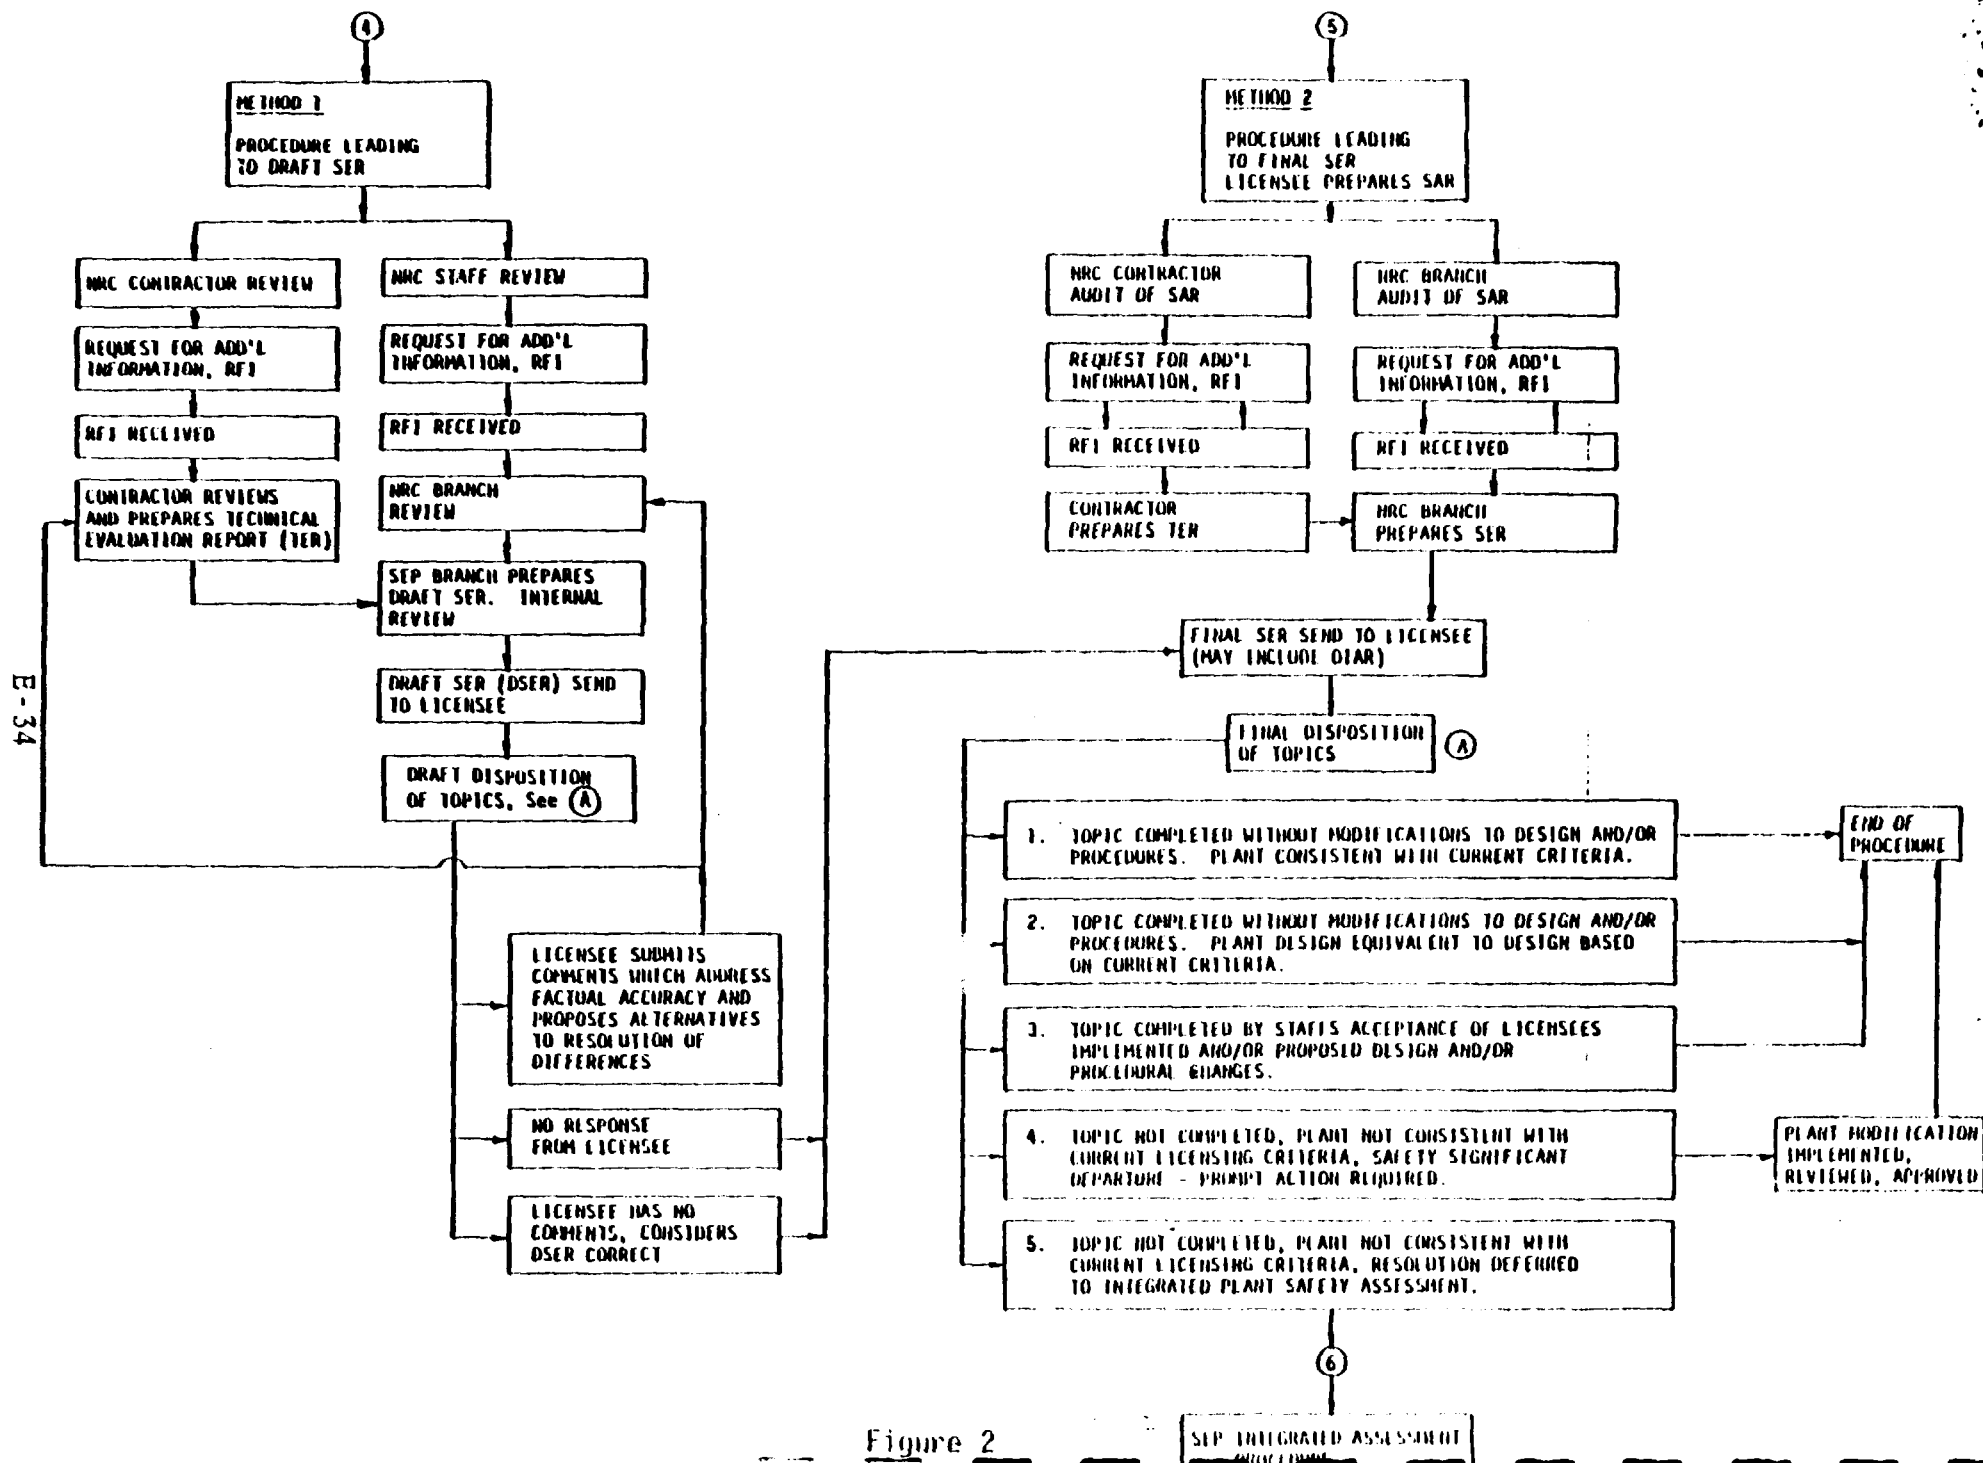 4
METHOD 1
PROCEDURE LEADING
TO DRAFT SER
NRC CONTRACTOR REVIEW
REQUEST FOR ADD'L
INFORMATION, RFI
RFI RECEIVED
CONTRACTOR REVIEWS
AND PREPARES TECHNICAL
EVALUATION REPORT (TER)
NRC STAFF REVIEW
REQUEST FOR ADD'L
INFORMATION, RFI
RFI RECEIVED
NRC BRANCH
REVIEW
SEP BRANCH PREPARES
DRAFT SER. INTERNAL
REVIEW
DRAFT SER (DSER) SEND
TO LICENSEE
DRAFT DISPOSITION
OF TOPICS, See A
LICENSEE SUBMITS
COMMENTS WHICH ADDRESS
FACTUAL ACCURACY AND
PROPOSES ALTERNATIVES
TO RESOLUTION OF
DIFFERENCES
NO RESPONSE
FROM LICENSEE
LICENSEE HAS NO
COMMENTS, CONSIDERS
DSER CORRECT
5
METHOD 2
PROCEDURE LEADING
TO FINAL SER
LICENSEE PREPARES SAR
NRC CONTRACTOR
AUDIT OF SAR
REQUEST FOR ADD'L
INFORMATION, RFI
RFI RECEIVED
CONTRACTOR
PREPARES TER
NRC BRANCH
AUDIT OF SAR
REQUEST FOR ADD'L
INFORMATION, RFI
RFI RECEIVED
NRC BRANCH
PREPARES SER
FINAL SER SEND TO LICENSEE
(MAY INCLUDE OIAR)
FINAL DISPOSITION
OF TOPICS
A
1. TOPIC COMPLETED WITHOUT MODIFICATIONS TO DESIGN AND/OR
PROCEDURES. PLANT CONSISTENT WITH CURRENT CRITERIA.
2. TOPIC COMPLETED WITHOUT MODIFICATIONS TO DESIGN AND/OR
PROCEDURES. PLANT DESIGN EQUIVALENT TO DESIGN BASED
ON CURRENT CRITERIA.
3. TOPIC COMPLETED BY STAFFS ACCEPTANCE OF LICENSEES
IMPLEMENTED AND/OR PROPOSED DESIGN AND/OR
PROCEDURAL CHANGES.
4. TOPIC NOT COMPLETED, PLANT NOT CONSISTENT WITH
CURRENT LICENSING CRITERIA, SAFETY SIGNIFICANT
DEPARTURE - PROMPT ACTION REQUIRED.
5. TOPIC NOT COMPLETED, PLANT NOT CONSISTENT WITH
CURRENT LICENSING CRITERIA, RESOLUTION DEFERRED
TO INTEGRATED PLANT SAFETY ASSESSMENT.
END OF
PROCEDURE
PLANT MODIFICATION
IMPLEMENTED,
REVIEWED, APPROVED
6
SEP INTEGRATED ASSESSMENT
Figure 2
E-34